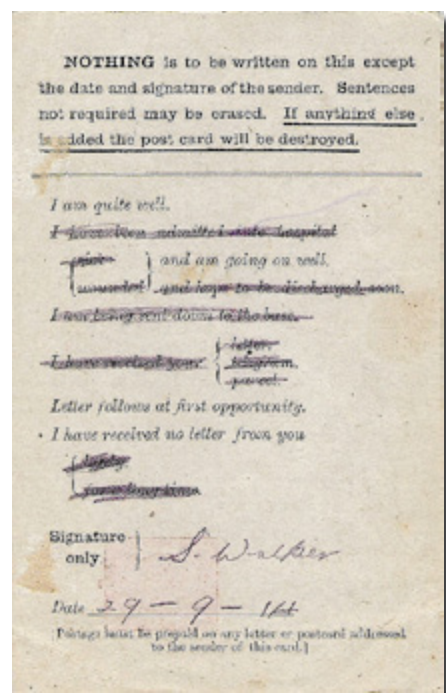 NOTHING is to be written on this except
the date and signature of the sender. Sentences
not required may be erased. If anything else
is added the post card will be destroyed.
I am quite well.
I have been admitted into hospital
sick } and am going on well.
wounded } and hope to be discharged soon.
I am being sent down to the base.
I have received your { letter.
telegram.
parcel.
Letter follows at first opportunity.
I have received no letter from you
{ lately
for a long time.
Signature
only. } S. Walker
Date 29 - 9 - 14
[Postage must be prepaid on any letter or postcard addressed
to the sender of this card.]